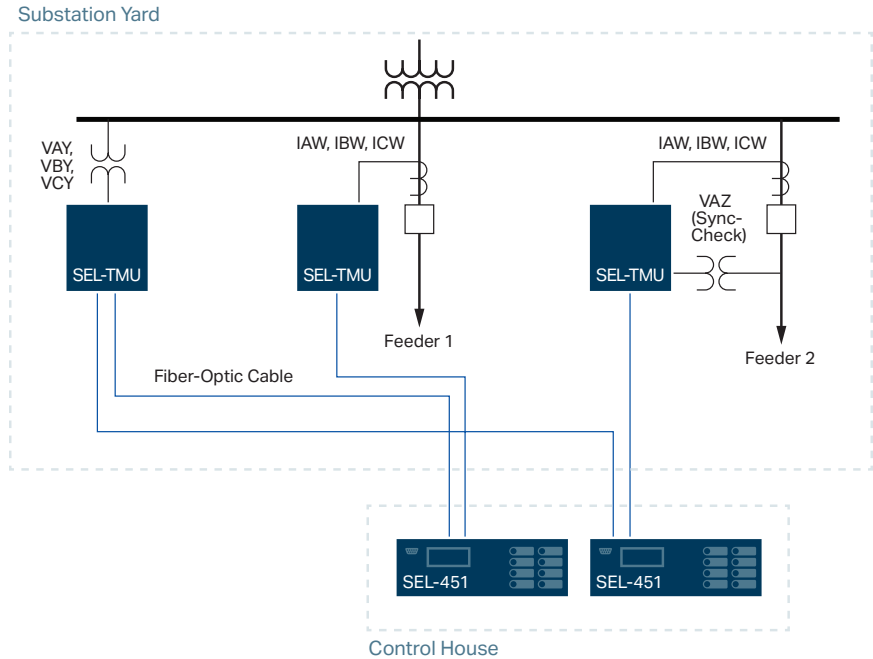 Substation Yard
VAY,
VBY,
VCY
IAW, IBW, ICW
IAW, IBW, ICW
VAZ
(Sync-
Check)
SEL-TMU
SEL-TMU
SEL-TMU
Feeder 1
Feeder 2
Fiber-Optic Cable
SEL-451
SEL-451
Control House